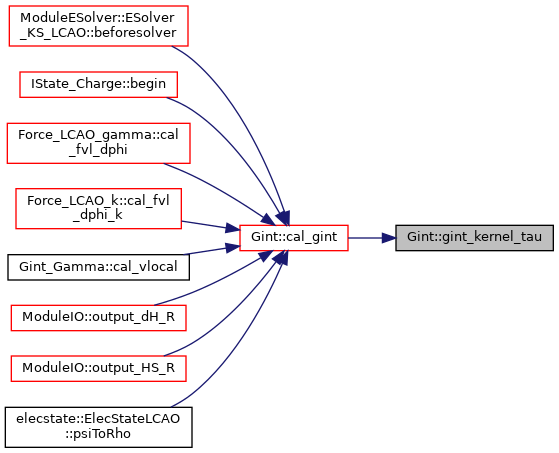 ModuleESolver::ESolver
_KS_LCAO::beforesolver
IState_Charge::begin
Force_LCAO_gamma::cal
_fvl_dphi
Force_LCAO_k::cal_fvl
_dphi_k
Gint_Gamma::cal_vlocal
ModuleIO::output_dH_R
ModuleIO::output_HS_R
elecstate::ElecStateLCAO
::psiToRho
Gint::cal_gint
Gint::gint_kernel_tau